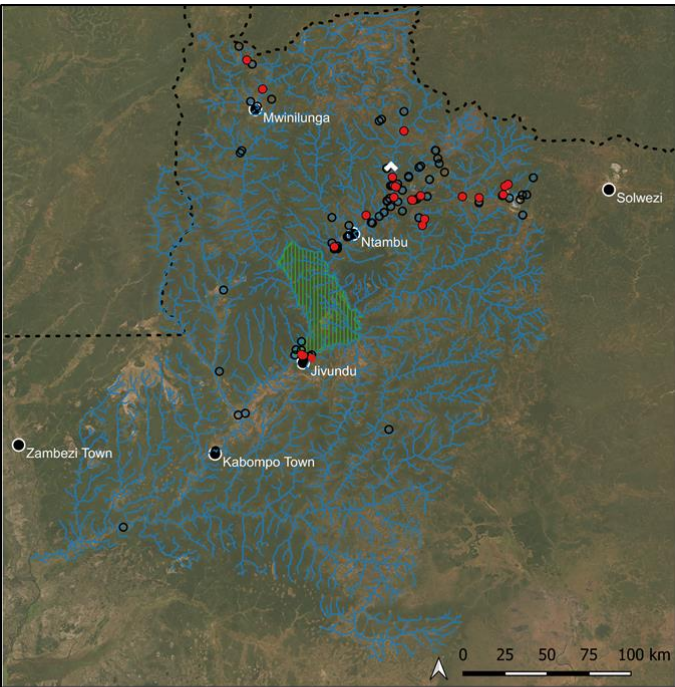 Mwinilunga
Solwezi
Ntambu
Jivundu
Zambezi Town
Kabompo Town
0 25 50 75 100 km